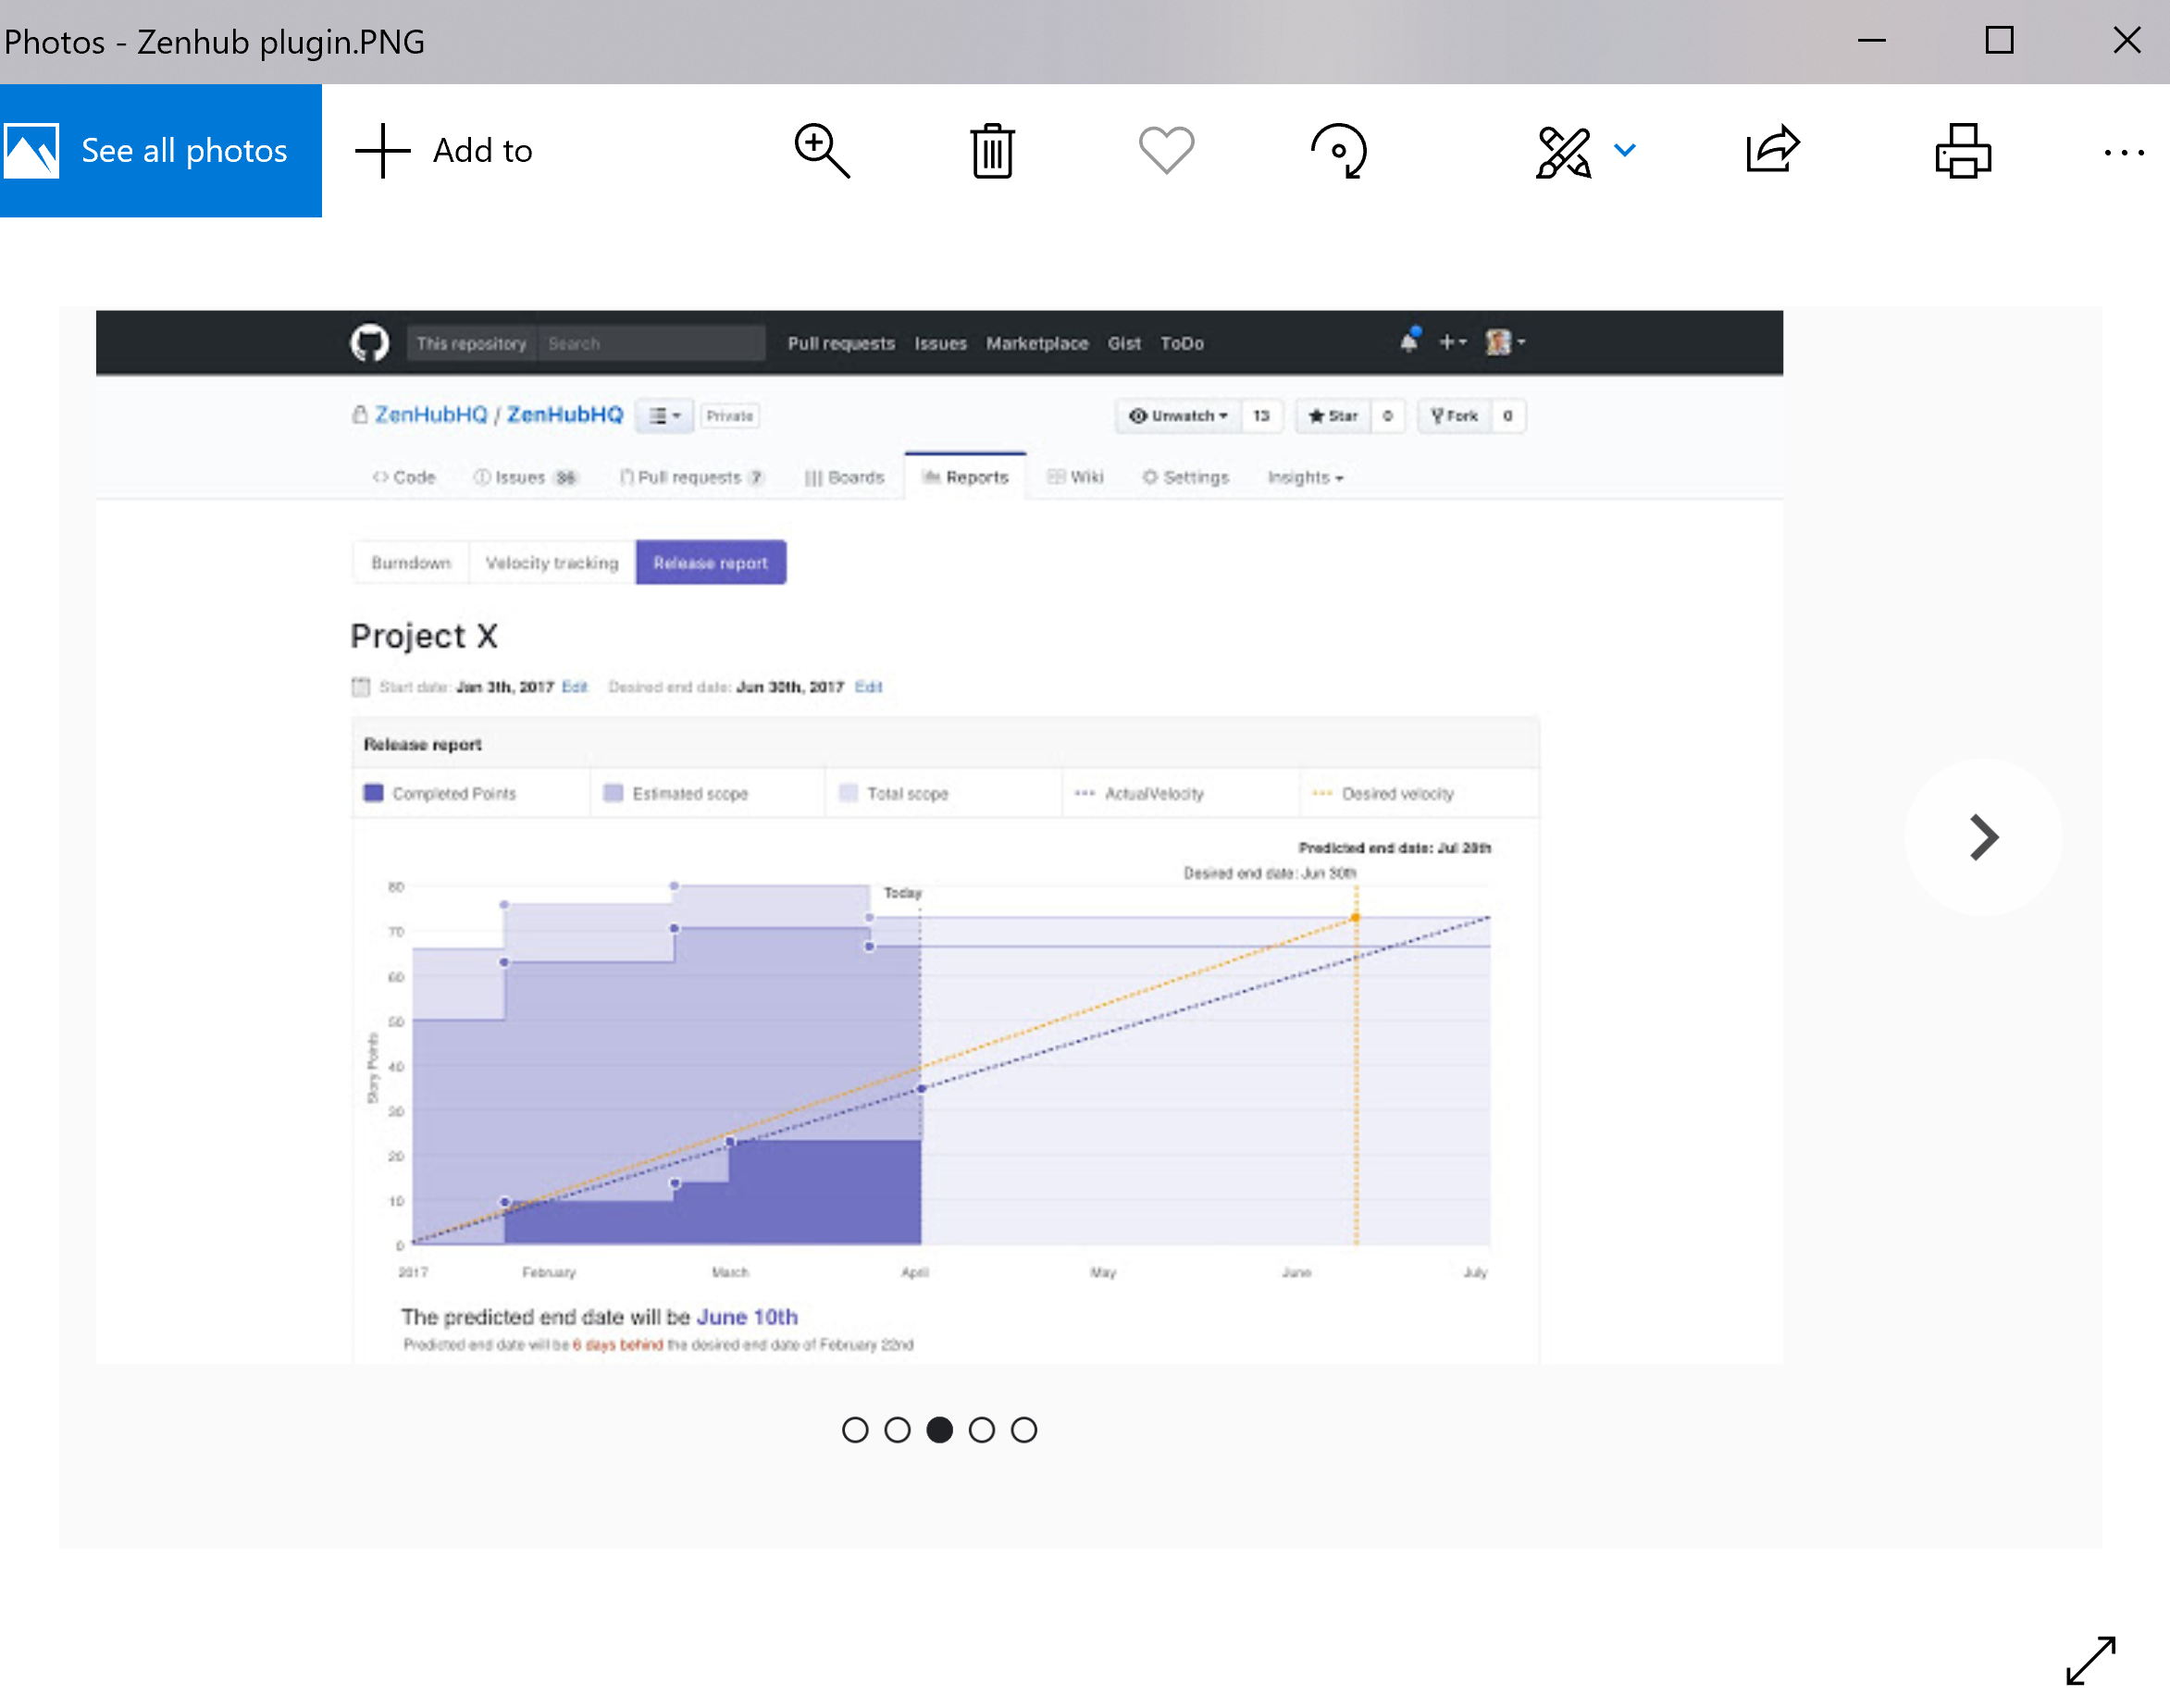 Photos - Zenhub plugin.PNG
See all photos
Add to
This repository Search Pull requests Issues Marketplace Gist ToDo
ZenHubHQ / ZenHubHQ Private Unwatch 13 Star 0 Fork 0
Code Issues 36 Pull requests 7 Boards Reports Wiki Settings Insights
Burndown Velocity tracking Release report
Project X
Start date: Jan 3th, 2017 Edit Desired end date: Jun 30th, 2017 Edit
Release report
Completed Points Estimated scope Total scope ActualVelocity Desired velocity
Predicted end date: Jul 28th
Desired end date: Jun 30th
Today
80
70
60
50
40
30
20
10
0
Story Points
2017 February March April May June July
The predicted end date will be June 10th
Predicted end date will be 6 days behind the desired end date of February 22nd